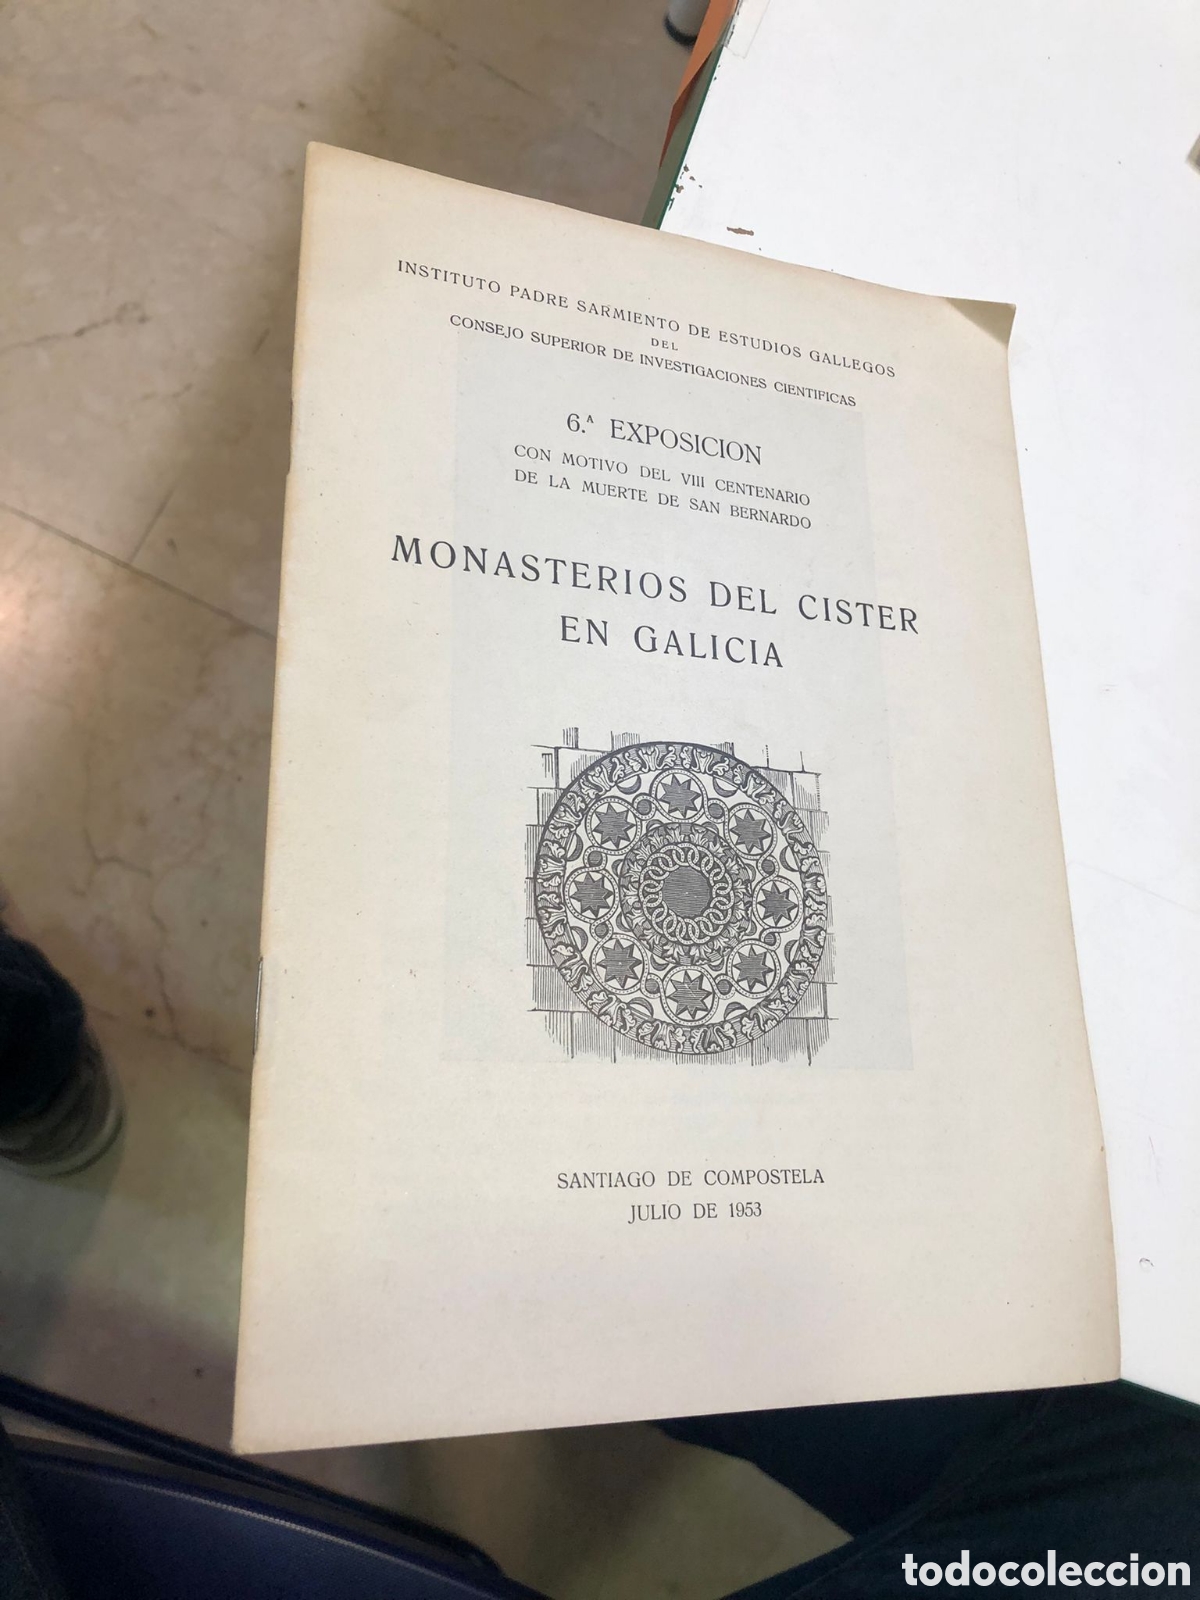 INSTITUTO PADRE SARMIENTO DE ESTUDIOS GALLEGOS
DEL
CONSEJO SUPERIOR DE INVESTIGACIONES CIENTIFICAS
6.ᴬ EXPOSICION
CON MOTIVO DEL VIII CENTENARIO
DE LA MUERTE DE SAN BERNARDO
MONASTERIOS DEL CISTER
EN GALICIA
SANTIAGO DE COMPOSTELA
JULIO DE 1953
todocoleccion